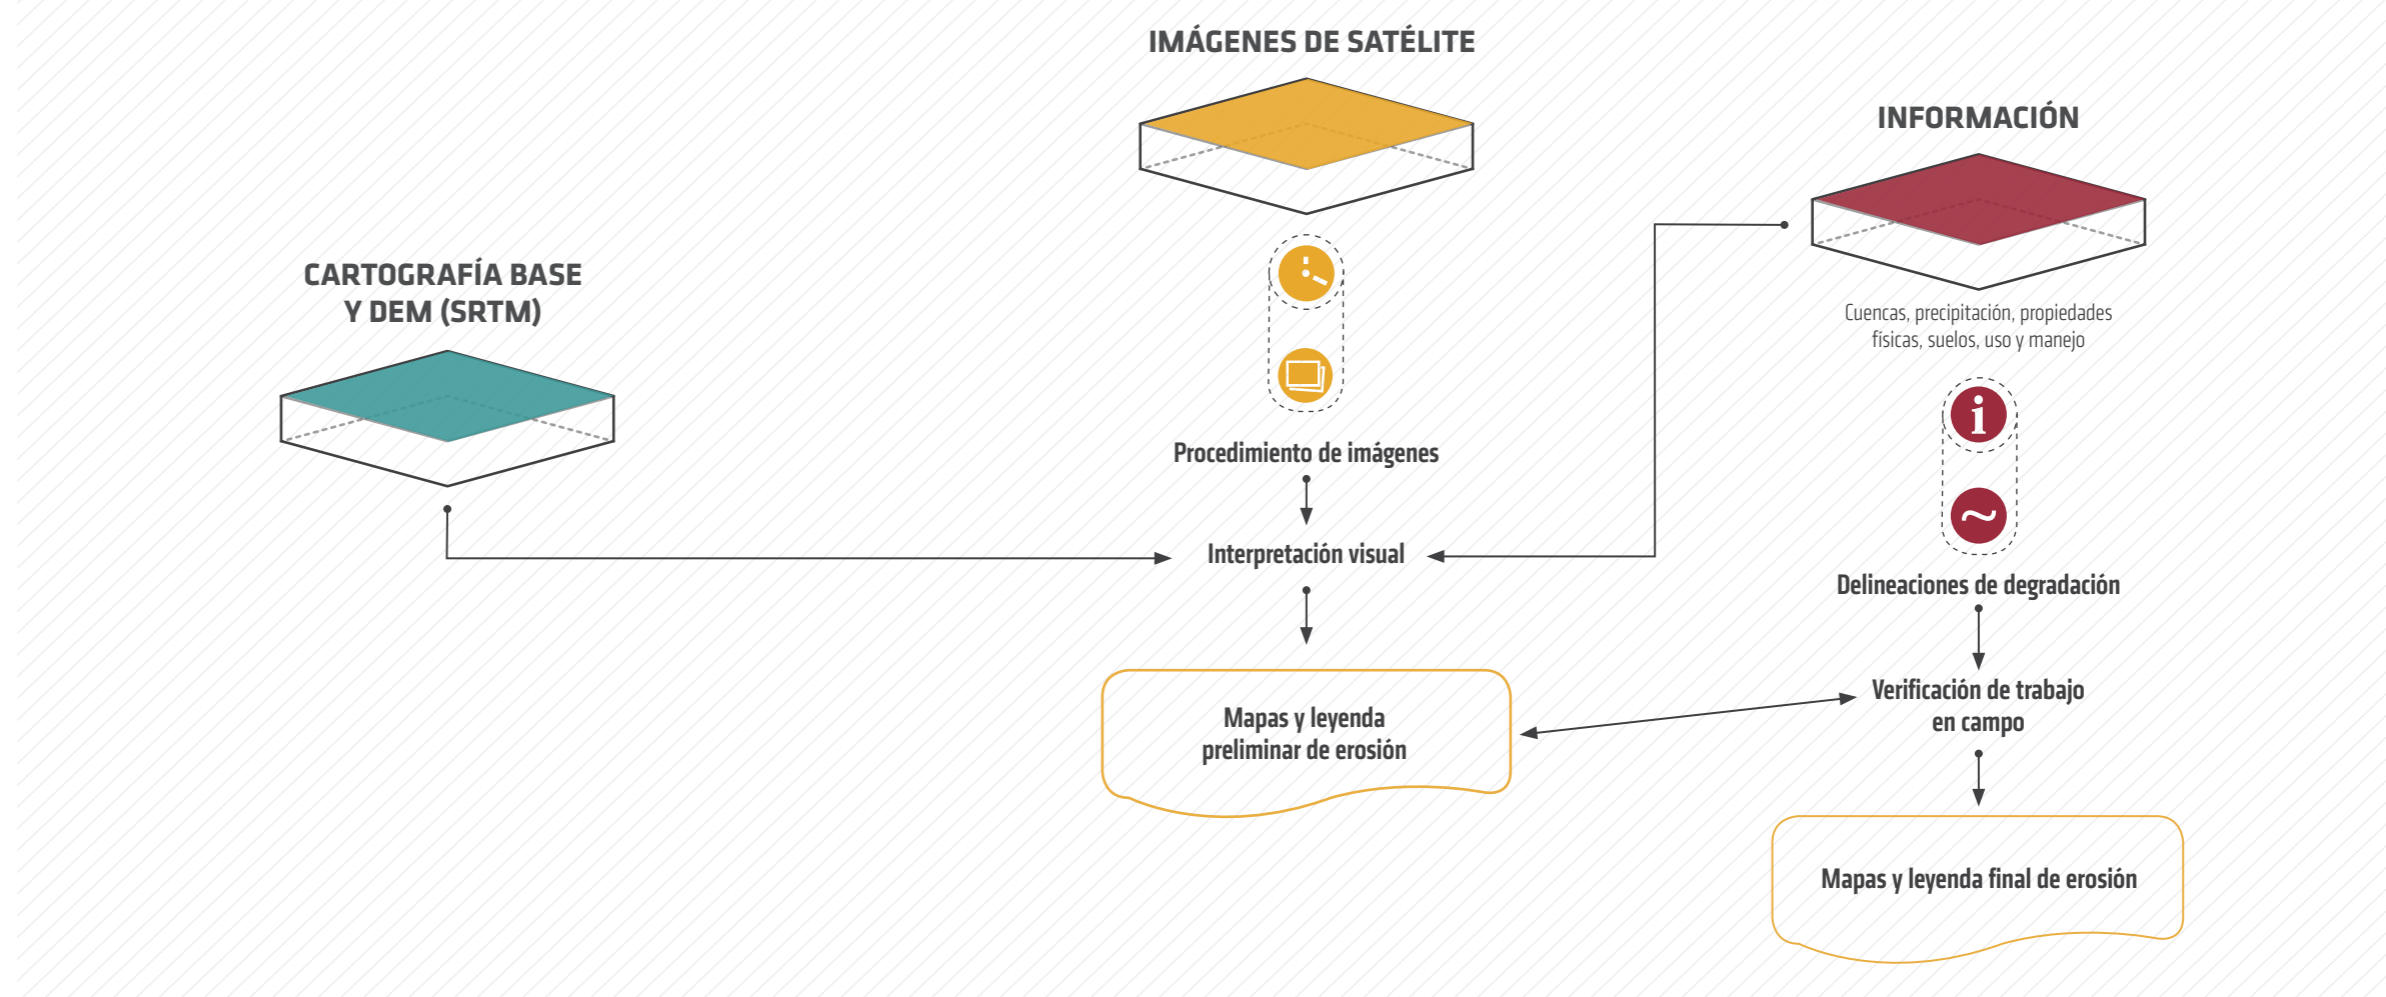 IMÁGENES DE SATÉLITE
INFORMACIÓN
CARTOGRAFÍA BASE
Y DEM (SRTM)
Cuencas, precipitación, propiedades
físicas, suelos, uso y manejo
i
~
Procedimiento de imágenes
Interpretación visual
Delineaciones de degradación
Mapas y leyenda
preliminar de erosión
Verificación de trabajo
en campo
Mapas y leyenda final de erosión